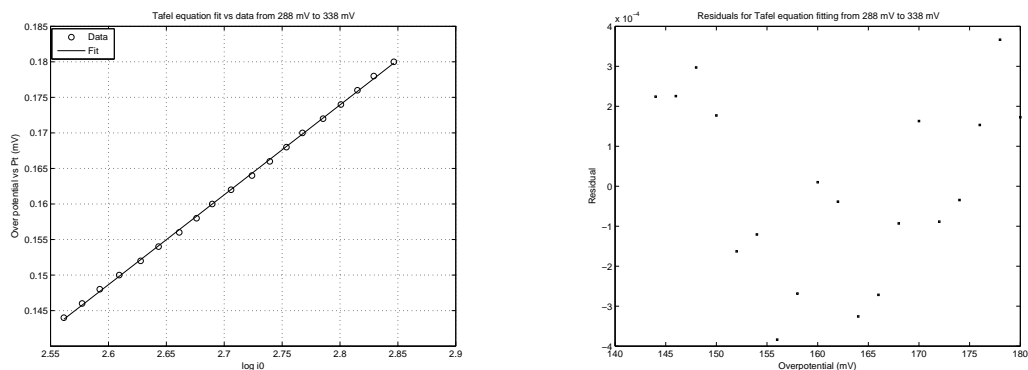 Tafel equation fit vs data from 288 mV to 338 mV
0.185
0.18
0.175
0.17
0.165
0.16
0.155
0.15
0.145
Over potential vs Pt (mV)
Data
Fit
2.55 2.6 2.65 2.7 2.75 2.8 2.85 2.9
log i0
Residuals for Tafel equation fitting from 288 mV to 338 mV
x 10⁻⁴
4
3
2
1
0
−1
−2
−3
−4
Residual
140 145 150 155 160 165 170 175 180
Overpotential (mV)